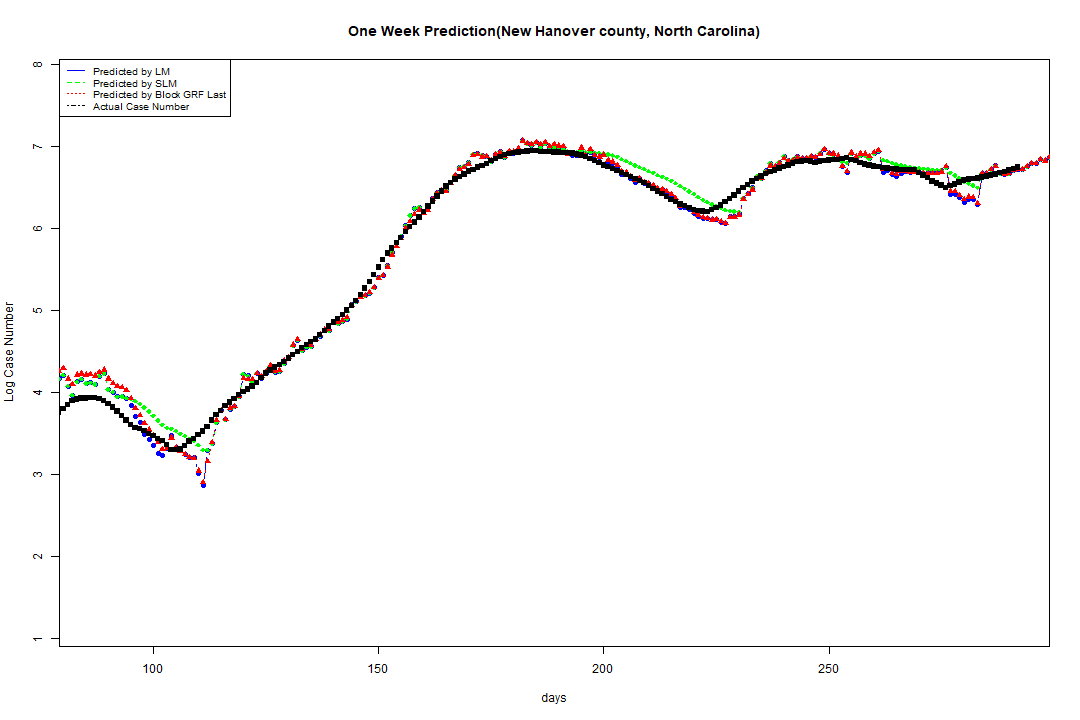 One Week Prediction(New Hanover county, North Carolina)
Predicted by LM
Predicted by SLM
Predicted by Block GRF Last
Actual Case Number
Log Case Number
8
7
6
5
4
3
2
1
100 150 200 250
days